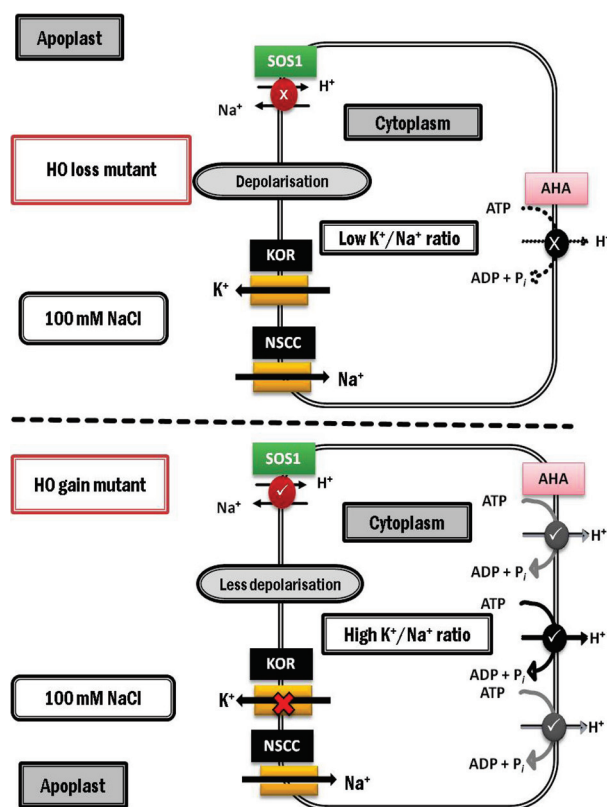 Apoplast
SOS1
H⁺
X
Na⁺
Cytoplasm
HO loss mutant
Depolarisation
AHA
ATP
Low K⁺/Na⁺ ratio
X
H⁺
KOR
ADP + Pᵢ
K⁺
100 mM NaCl
NSCC
Na⁺
HO gain mutant
SOS1
H⁺
✓
Na⁺
AHA
ATP
Cytoplasm
✓
H⁺
ADP + Pᵢ
Less depolarisation
ATP
High K⁺/Na⁺ ratio
✓
H⁺
KOR
ADP + Pᵢ
100 mM NaCl
K⁺
ATP
✓
H⁺
NSCC
ADP + Pᵢ
Na⁺
Apoplast